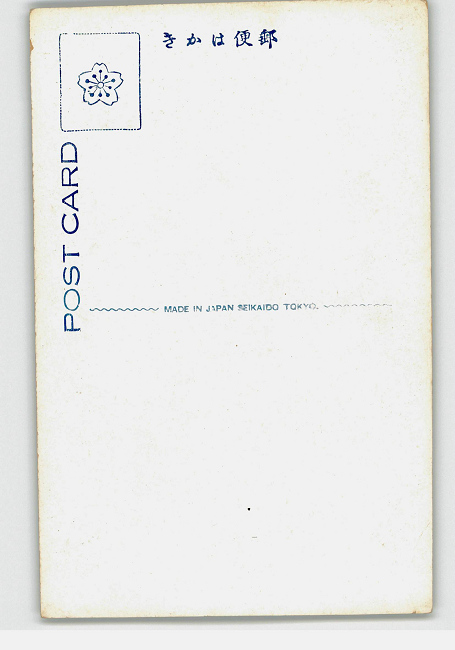 郵便はかき
POST CARD
MADE IN JAPAN SEIKAIDO TOKYO.